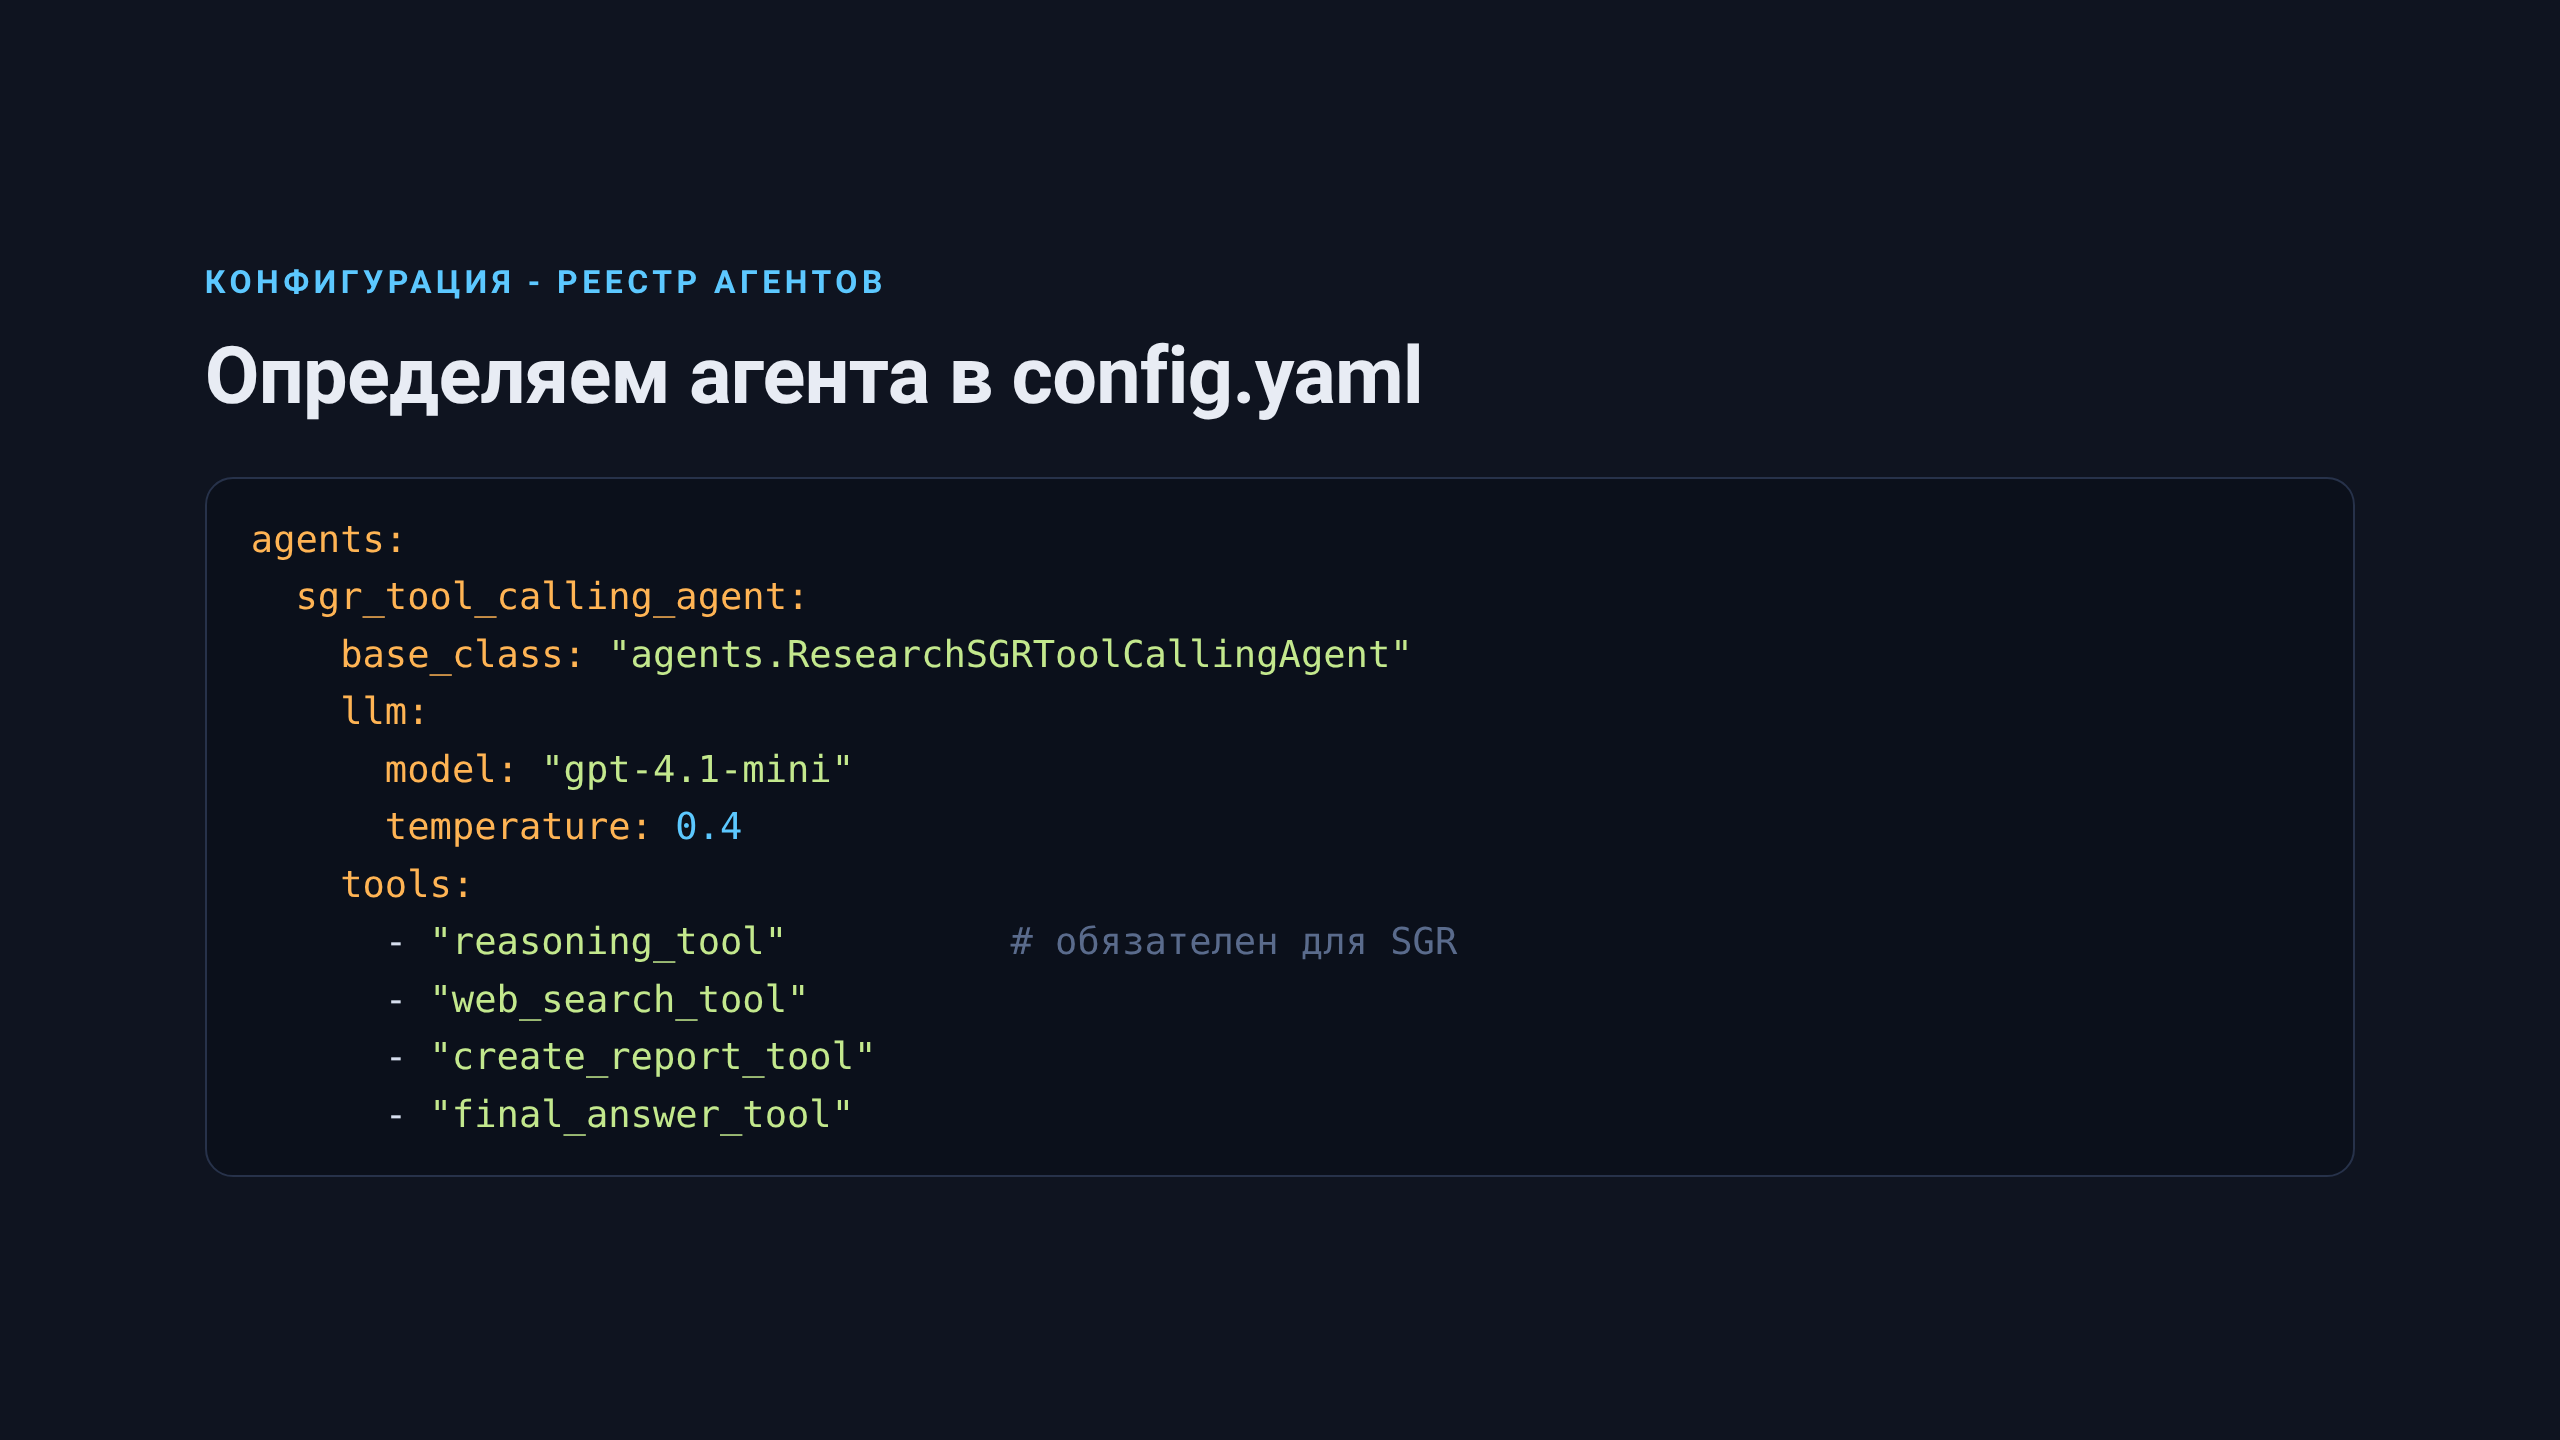 КОНФИГУРАЦИЯ - РЕЕСТР АГЕНТОВ
Определяем агента в config.yaml
agents:
  sgr_tool_calling_agent:
    base_class: "agents.ResearchSGRToolCallingAgent"
    llm:
      model: "gpt-4.1-mini"
      temperature: 0.4
    tools:
      - "reasoning_tool"          # обязателен для SGR
      - "web_search_tool"
      - "create_report_tool"
      - "final_answer_tool"